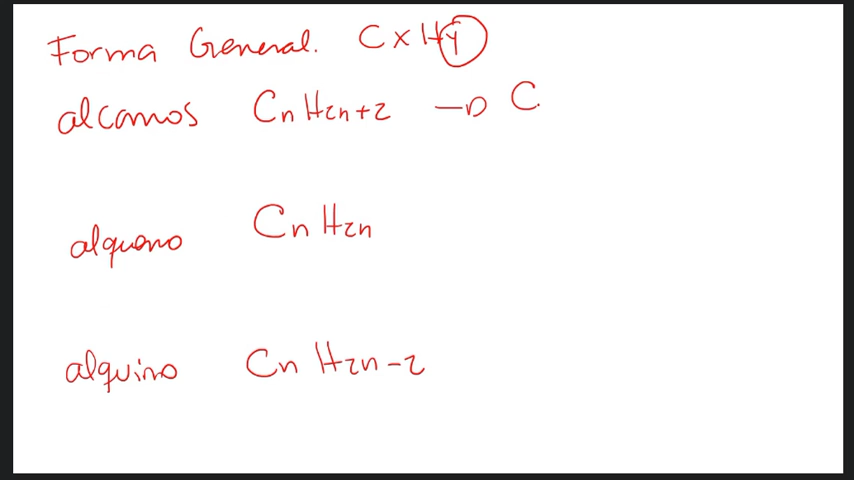 Forma General. CxHy
alcanos CnH2n+2 → C
alqueno CnH2n
alquino CnH2n-2